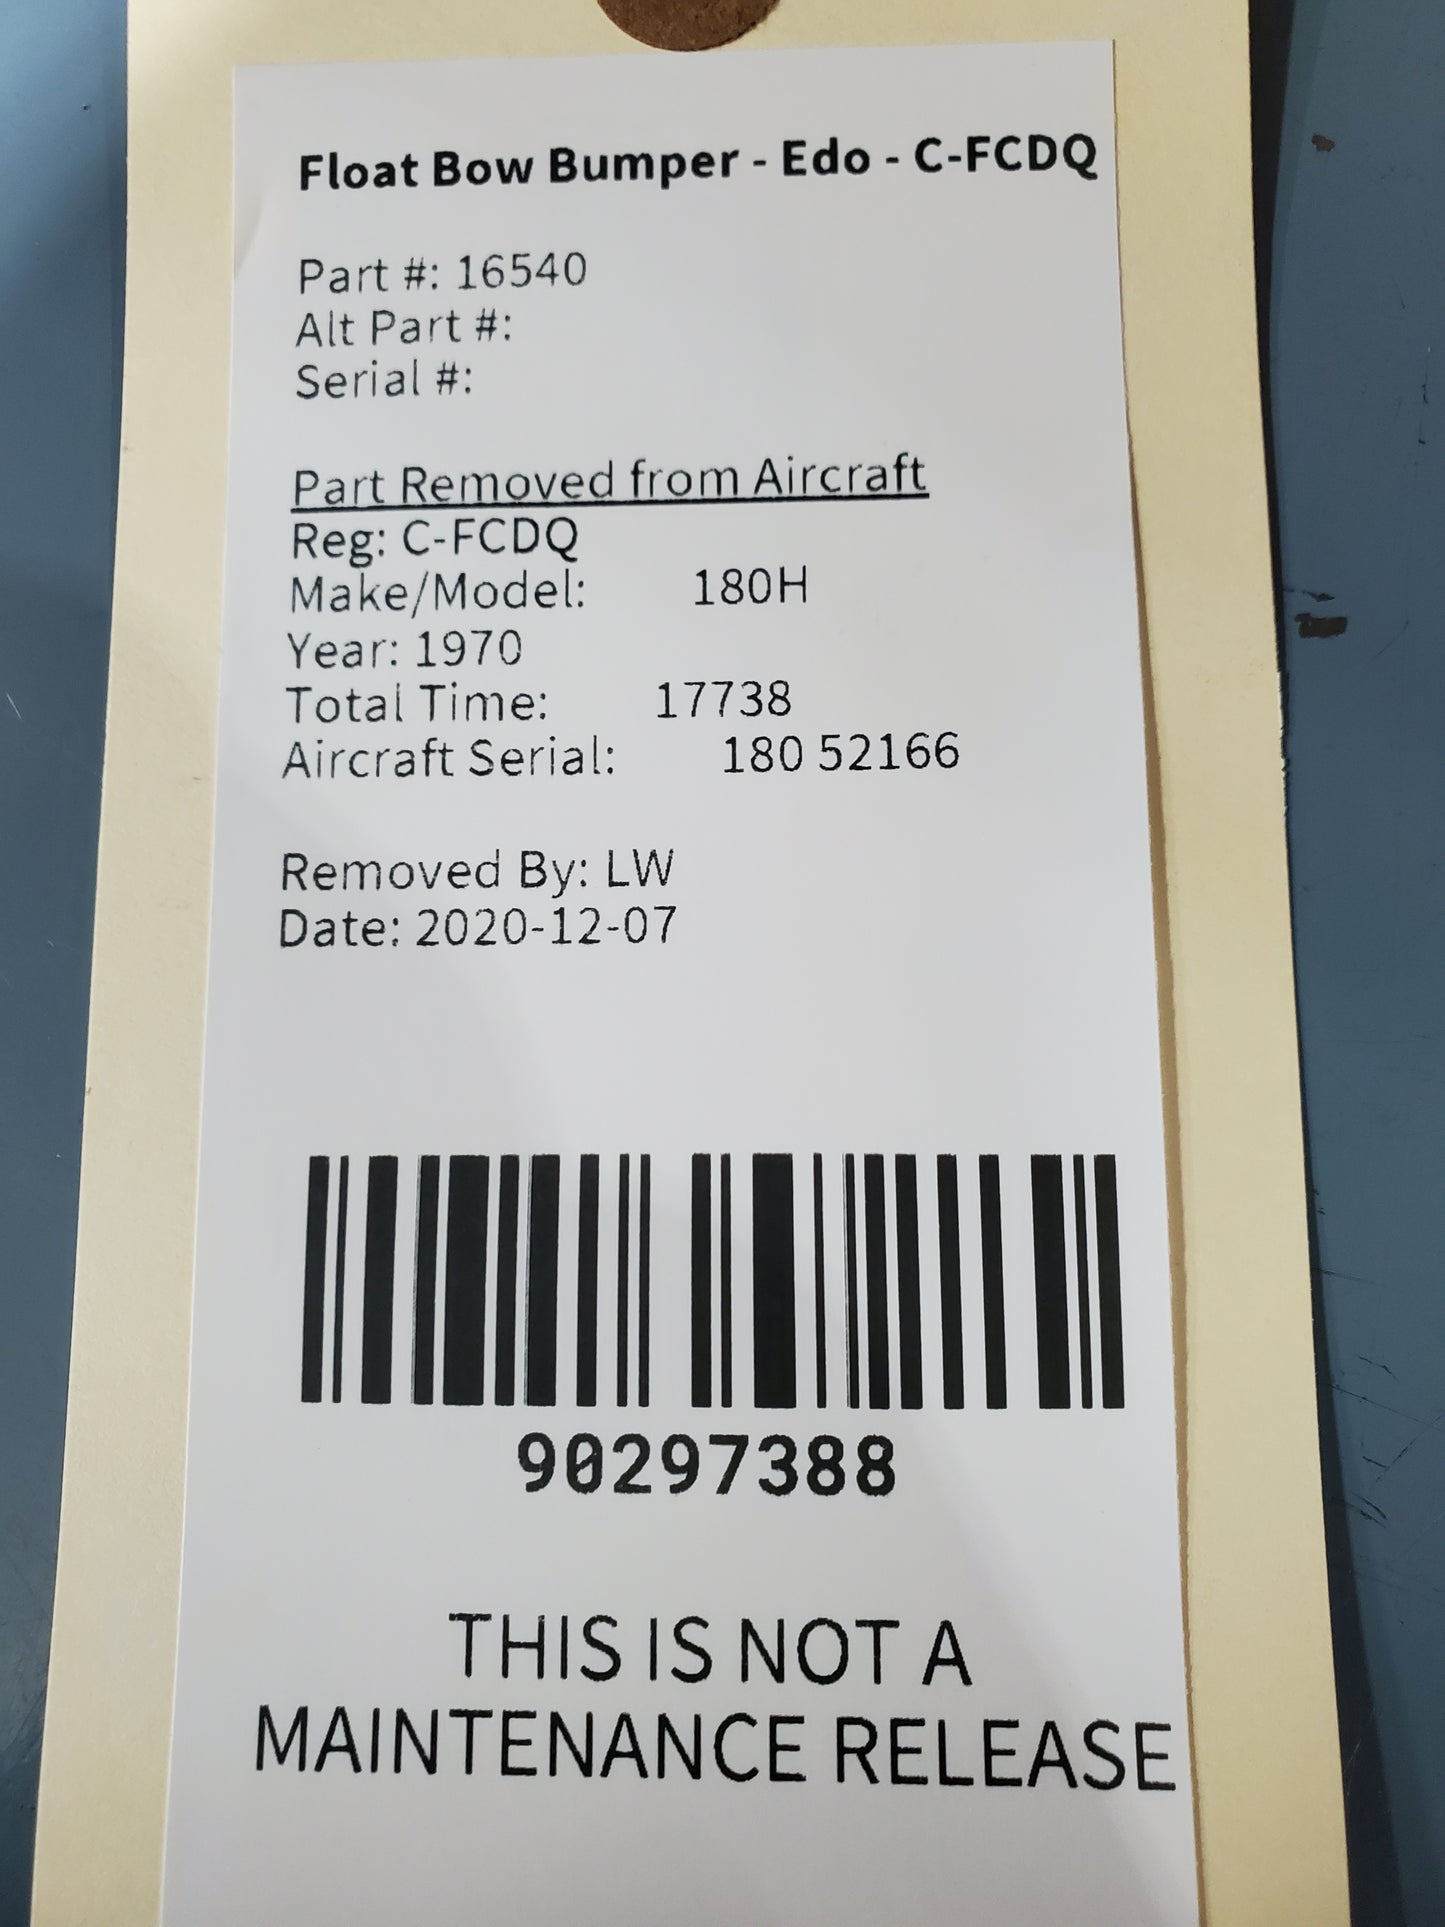 Float Bow Bumper - Edo - C-FCDQ
Part #: 16540
Alt Part #:
Serial #:
Part Removed from Aircraft
Reg: C-FCDQ
Make/Model: 180H
Year: 1970
Total Time: 17738
Aircraft Serial: 180 52166
Removed By: LW
Date: 2020-12-07
90297388
THIS IS NOT A
MAINTENANCE RELEASE